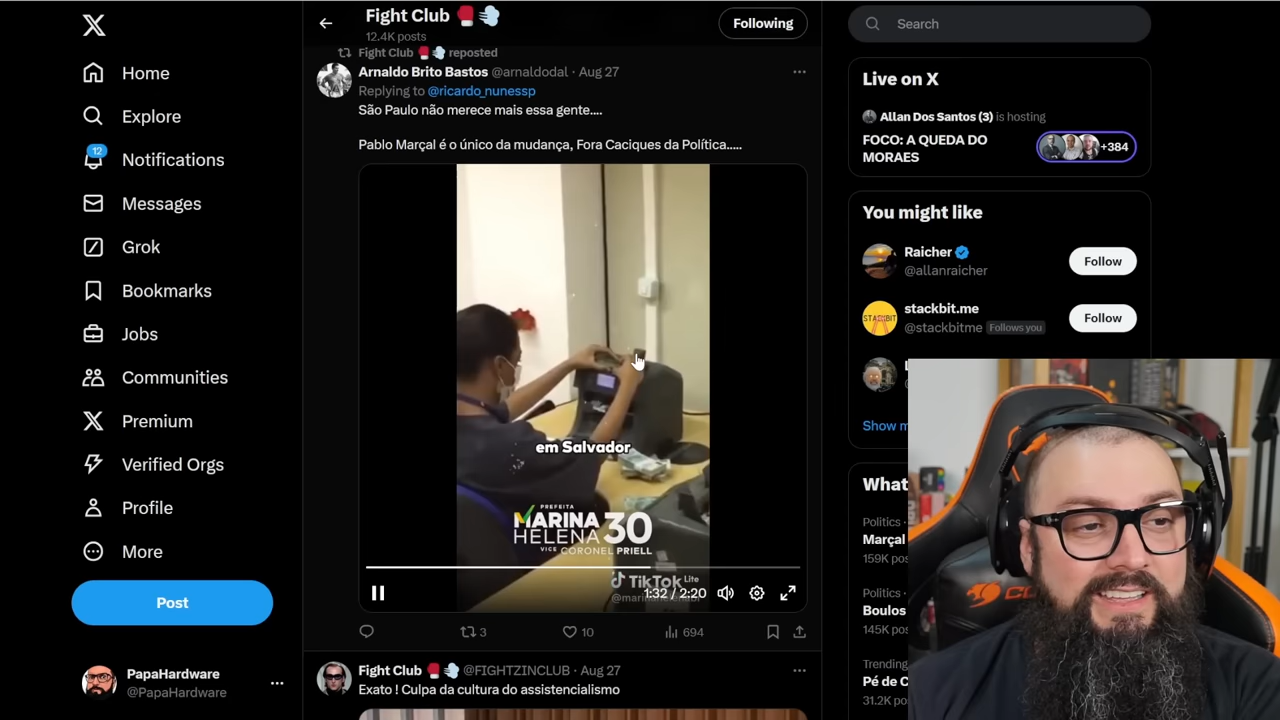 Home
Explore
12
Notifications
Messages
Grok
Bookmarks
Jobs
Communities
Premium
Verified Orgs
Profile
More
Post
PapaHardware
@PapaHardware
Fight Club
12.4K posts
Following
Fight Club reposted
Arnaldo Brito Bastos @arnaldodal · Aug 27
Replying to @ricardo_nunessp
São Paulo não merece mais essa gente....
Pablo Marçal é o único da mudança, Fora Caciques da Política.....
em Salvador
PREFEITA
MARINA
HELENA 30
VICE CORONEL PRIELL
TikTok Lite
1:32 / 2:20
3
10
694
Fight Club @FIGHTZINCLUB · Aug 27
Exato ! Culpa da cultura do assistencialismo
Search
Live on X
Allan Dos Santos (3) is hosting
FOCO: A QUEDA DO
MORAES
+384
You might like
Raicher
@allanraicher
Follow
stackbit.me
@stackbitme Follows you
Follow
STACKBIT
Show
What
Politics ·
Marçal
159K
Politics ·
Boulos
145K
Trending
Pé de
31.2K